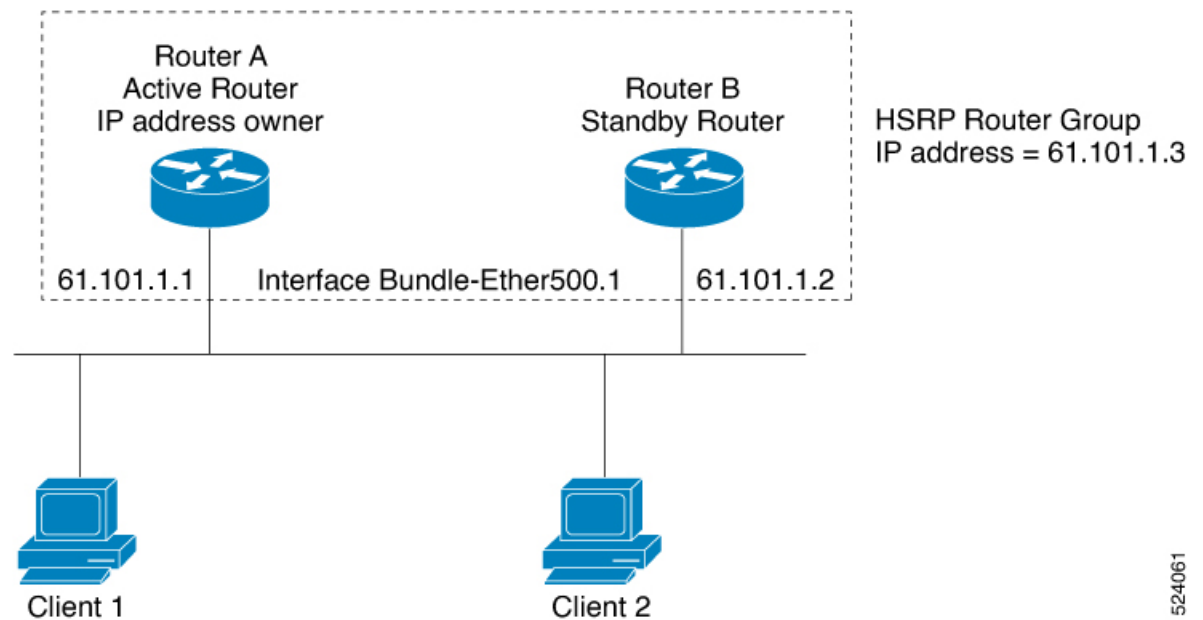 Router A
Active Router
IP address owner
Router B
Standby Router
HSRP Router Group
IP address = 61.101.1.3
61.101.1.1
Interface Bundle-Ether500.1
61.101.1.2
Client 1
Client 2
524061